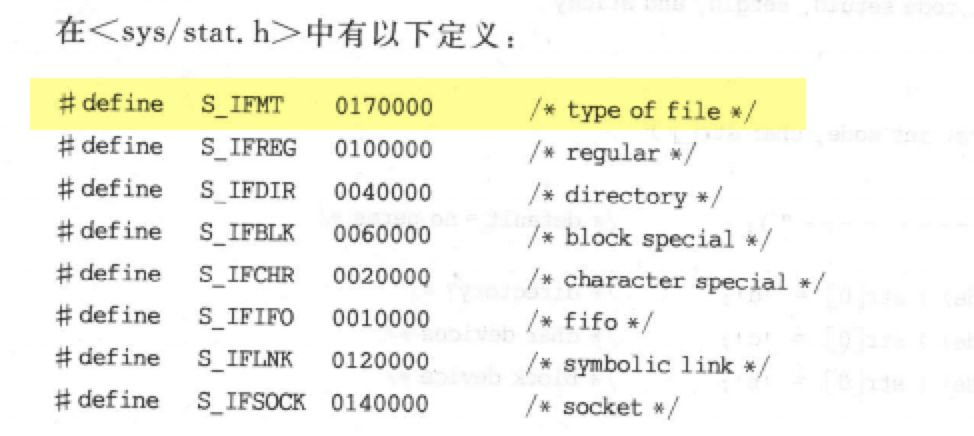 在<sys/stat.h>中有以下定义：
#define S_IFMT 0170000 /* type of file */
#define S_IFREG 0100000 /* regular */
#define S_IFDIR 0040000 /* directory */
#define S_IFBLK 0060000 /* block special */
#define S_IFCHR 0020000 /* character special */
#define S_IFIFO 0010000 /* fifo */
#define S_IFLNK 0120000 /* symbolic link */
#define S_IFSOCK 0140000 /* socket */